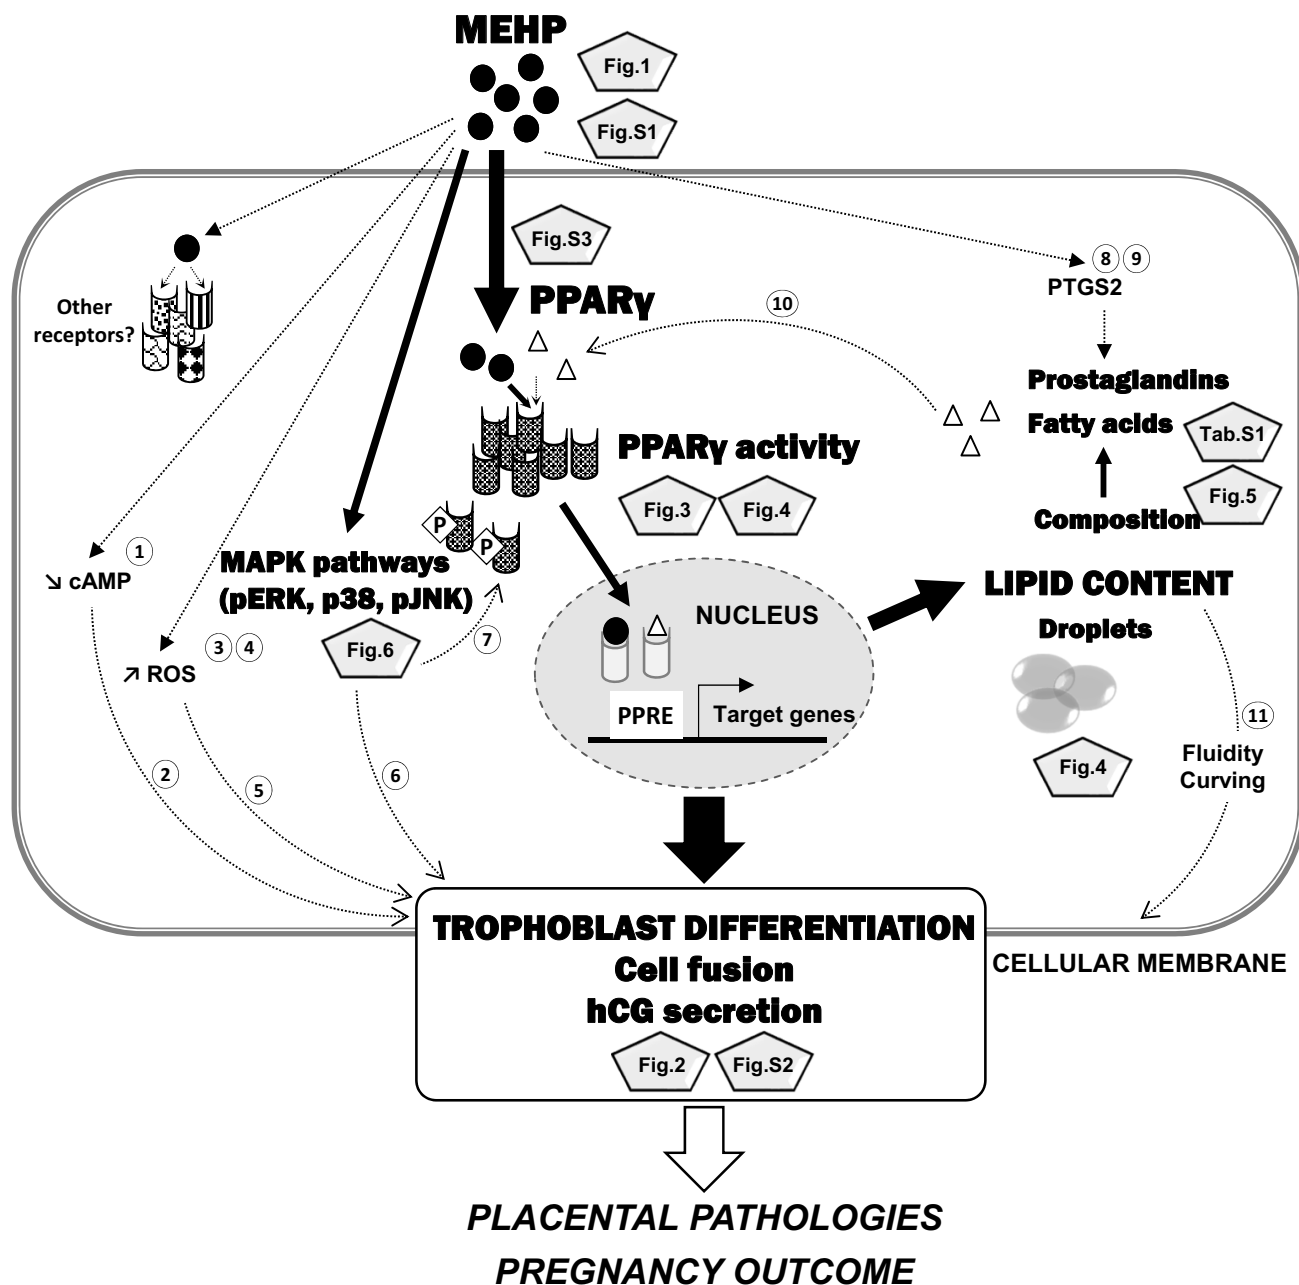 MEHP
Fig.1
Fig.S1
Fig.S3
Other
receptors?
PPARγ
10
8 9
PTGS2
Prostaglandins
Fatty acids
Tab.S1
Fig.5
Composition
PPARγ activity
Fig.3 Fig.4
P
P
1
↘ cAMP
MAPK pathways
(pERK, p38, pJNK)
Fig.6
7
3 4
↗ ROS
NUCLEUS
PPRE
Target genes
LIPID CONTENT
Droplets
Fig.4
11
Fluidity
Curving
2
5
6
TROPHOBLAST DIFFERENTIATION
Cell fusion
hCG secretion
Fig.2 Fig.S2
CELLULAR MEMBRANE
PLACENTAL PATHOLOGIES
PREGNANCY OUTCOME